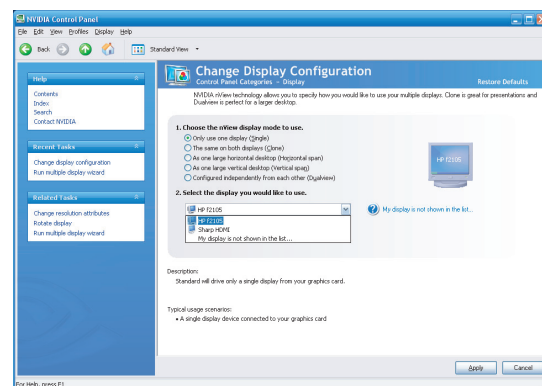 NVIDIA Control Panel
File Edit View Profiles Display Help
Back Standard View
Help
Contents
Index
Search
Contact NVIDIA
Recent Tasks
Change display configuration
Run multiple display wizard
Related Tasks
Change resolution attributes
Rotate display
Run multiple display wizard
Change Display Configuration
Control Panel Categories - Display
Restore Defaults
NVIDIA nView technology allows you to specify how you would like to use your multiple displays. Clone is great for presentations and
Dualview is perfect for a larger desktop.
1. Choose the nView display mode to use.
Only use one display (Single)
The same on both displays (Clone)
As one large horizontal desktop (Horizontal span)
As one large vertical desktop (Vertical span)
Configured independently from each other (Dualview)
HP f2105
2. Select the display you would like to use.
HP f2105
My display is not shown in the list...
HP f2105
Sharp HDMI
My display is not shown in the list...
Description:
Standard will drive only a single display from your graphics card.
Typical usage scenarios:
• A single display device connected to your graphics card
Apply Cancel
For Help, press F1